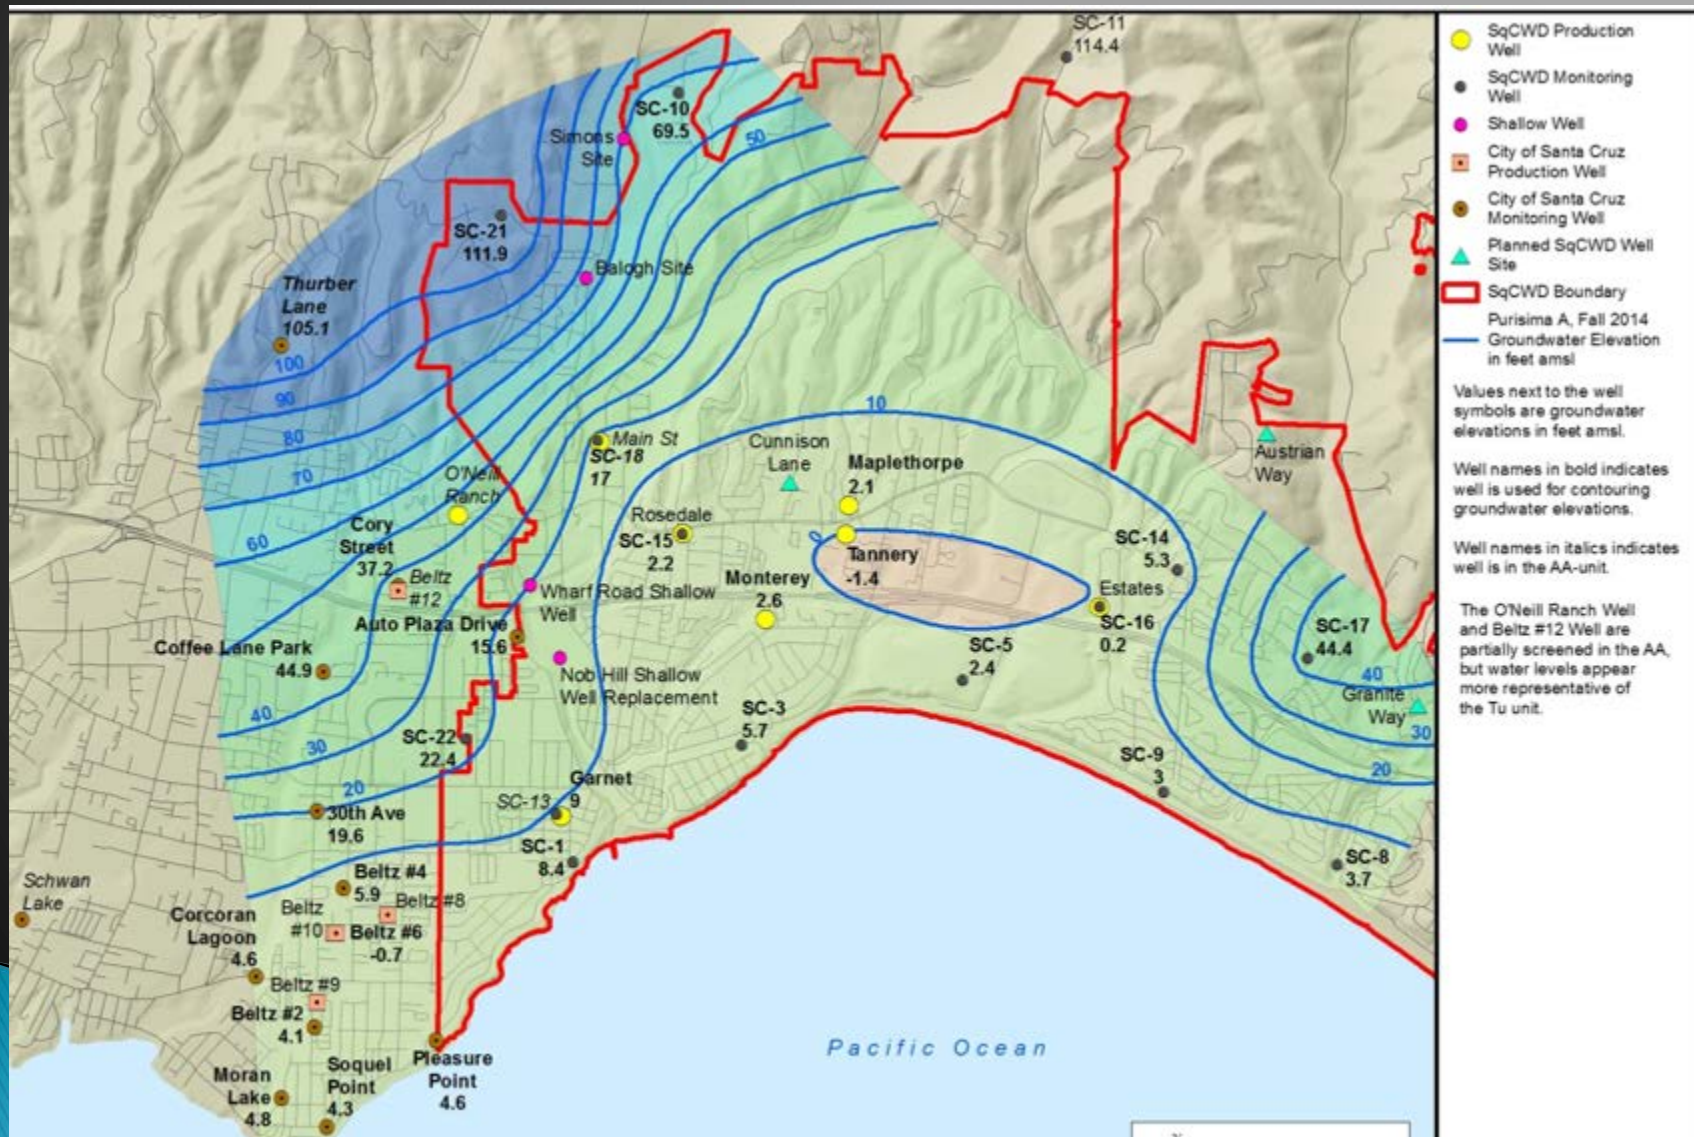 SC-11
114.4
SC-10
69.5
Simons
Site
50
SC-21
111.9
Balogh Site
Thurber
Lane
105.1
100
90
80
70
60
10
Main St
SC-18
17
Cunnison
Lane
Maplethorpe
2.1
Austrian
Way
O'Neill
Ranch
Rosedale
SC-15
2.2
Cory
Street
37.2
Beltz
#12
0
Tannery
-1.4
SC-14
5.3
Monterey
2.6
Estates
SC-16
0.2
Wharf Road Shallow
Well
Auto Plaza Drive
15.6
Coffee Lane Park
44.9
SC-5
2.4
SC-17
44.4
Nob Hill Shallow
Well Replacement
40
Granite
Way
40
SC-3
5.7
30
30
SC-22
22.4
SC-9
3
20
20
Garnet
9
SC-13
30th Ave
19.6
SC-1
8.4
SC-8
3.7
Schwan
Lake
Beltz #4
5.9
Beltz #8
Beltz
#10
Beltz #6
-0.7
Corcoran
Lagoon
4.6
Beltz #9
Beltz #2
4.1
Pacific Ocean
Pleasure
Point
4.6
Soquel
Point
4.3
Moran
Lake
4.8
SqCWD Production
Well
SqCWD Monitoring
Well
Shallow Well
City of Santa Cruz
Production Well
City of Santa Cruz
Monitoring Well
Planned SqCWD Well
Site
SqCWD Boundary
Purisima A, Fall 2014
Groundwater Elevation
in feet amsl
Values next to the well
symbols are groundwater
elevations in feet amsl.
Well names in bold indicates
well is used for contouring
groundwater elevations.
Well names in italics indicates
well is in the AA-unit.
The O'Neill Ranch Well
and Beltz #12 Well are
partially screened in the AA,
but water levels appear
more representative of
the Tu unit.